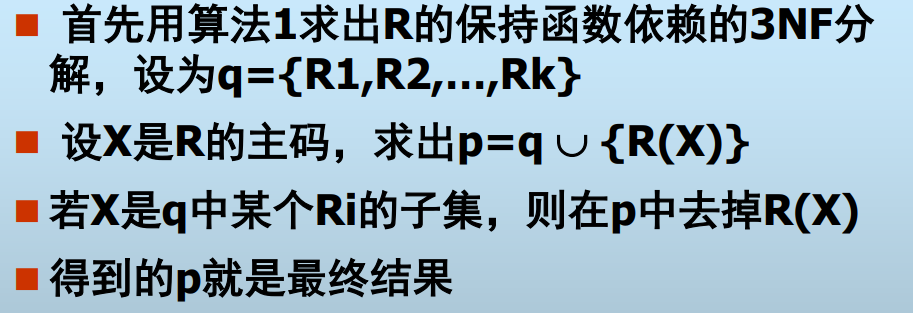 首先用算法1求出R的保持函数依赖的3NF分
解，设为q={R1,R2,…,Rk}
设X是R的主码，求出p=q ∪ {R(X)}
若X是q中某个Ri的子集，则在p中去掉R(X)
得到的p就是最终结果